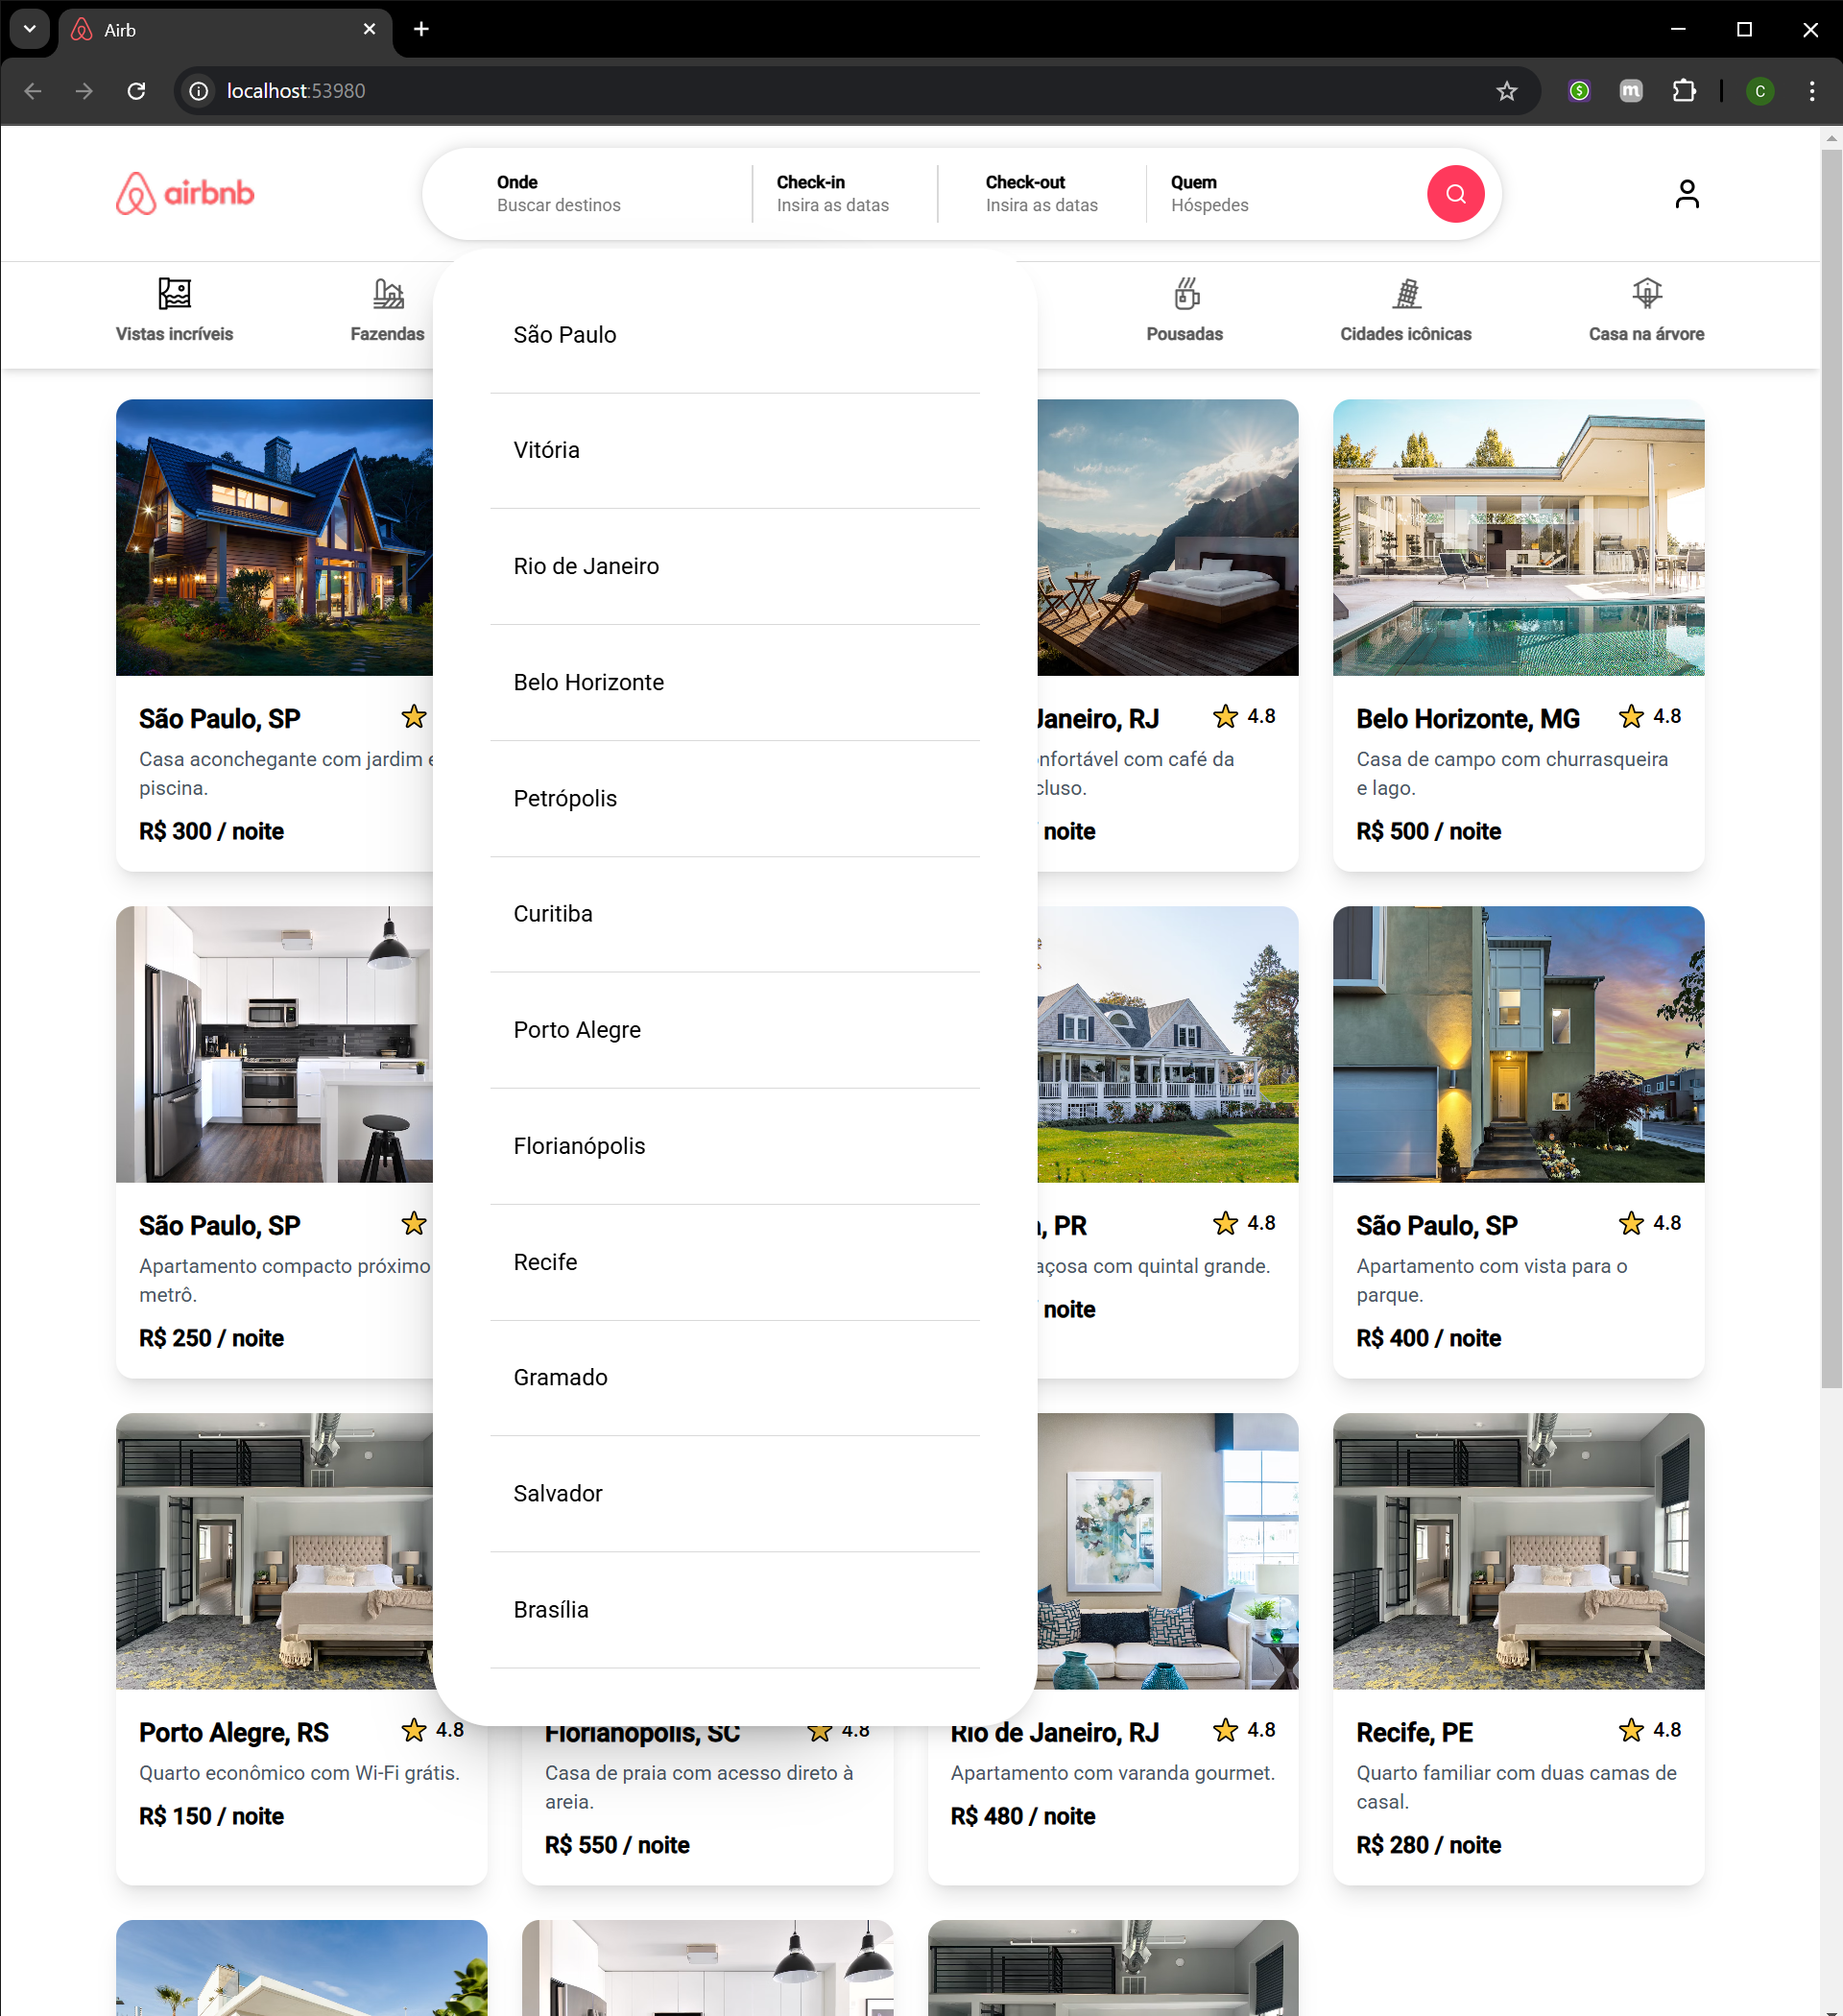 Airb
localhost:53980
C
airbnb
Onde
Buscar destinos
Check-in
Insira as datas
Check-out
Insira as datas
Quem
Hóspedes
Vistas incríveis
Fazendas
Pousadas
Cidades icônicas
Casa na árvore
São Paulo
Vitória
Rio de Janeiro
Belo Horizonte
Petrópolis
Curitiba
Porto Alegre
Florianópolis
Recife
Gramado
Salvador
Brasília
São Paulo, SP
Casa aconchegante com jardim e
piscina.
R$ 300 / noite
Janeiro, RJ 4.8
café da
/ noite
Belo Horizonte, MG 4.8
Casa de campo com churrasqueira
e lago.
R$ 500 / noite
São Paulo, SP
Apartamento compacto próximo
metrô.
R$ 250 / noite
, PR 4.8
com quintal grande.
/ noite
São Paulo, SP 4.8
Apartamento com vista para o
parque.
R$ 400 / noite
Porto Alegre, RS 4.8
Quarto econômico com Wi-Fi grátis.
R$ 150 / noite
Florianópolis, SC 4.8
Casa de praia com acesso direto à
areia.
R$ 550 / noite
Rio de Janeiro, RJ 4.8
Apartamento com varanda gourmet.
R$ 480 / noite
Recife, PE 4.8
Quarto familiar com duas camas de
casal.
R$ 280 / noite